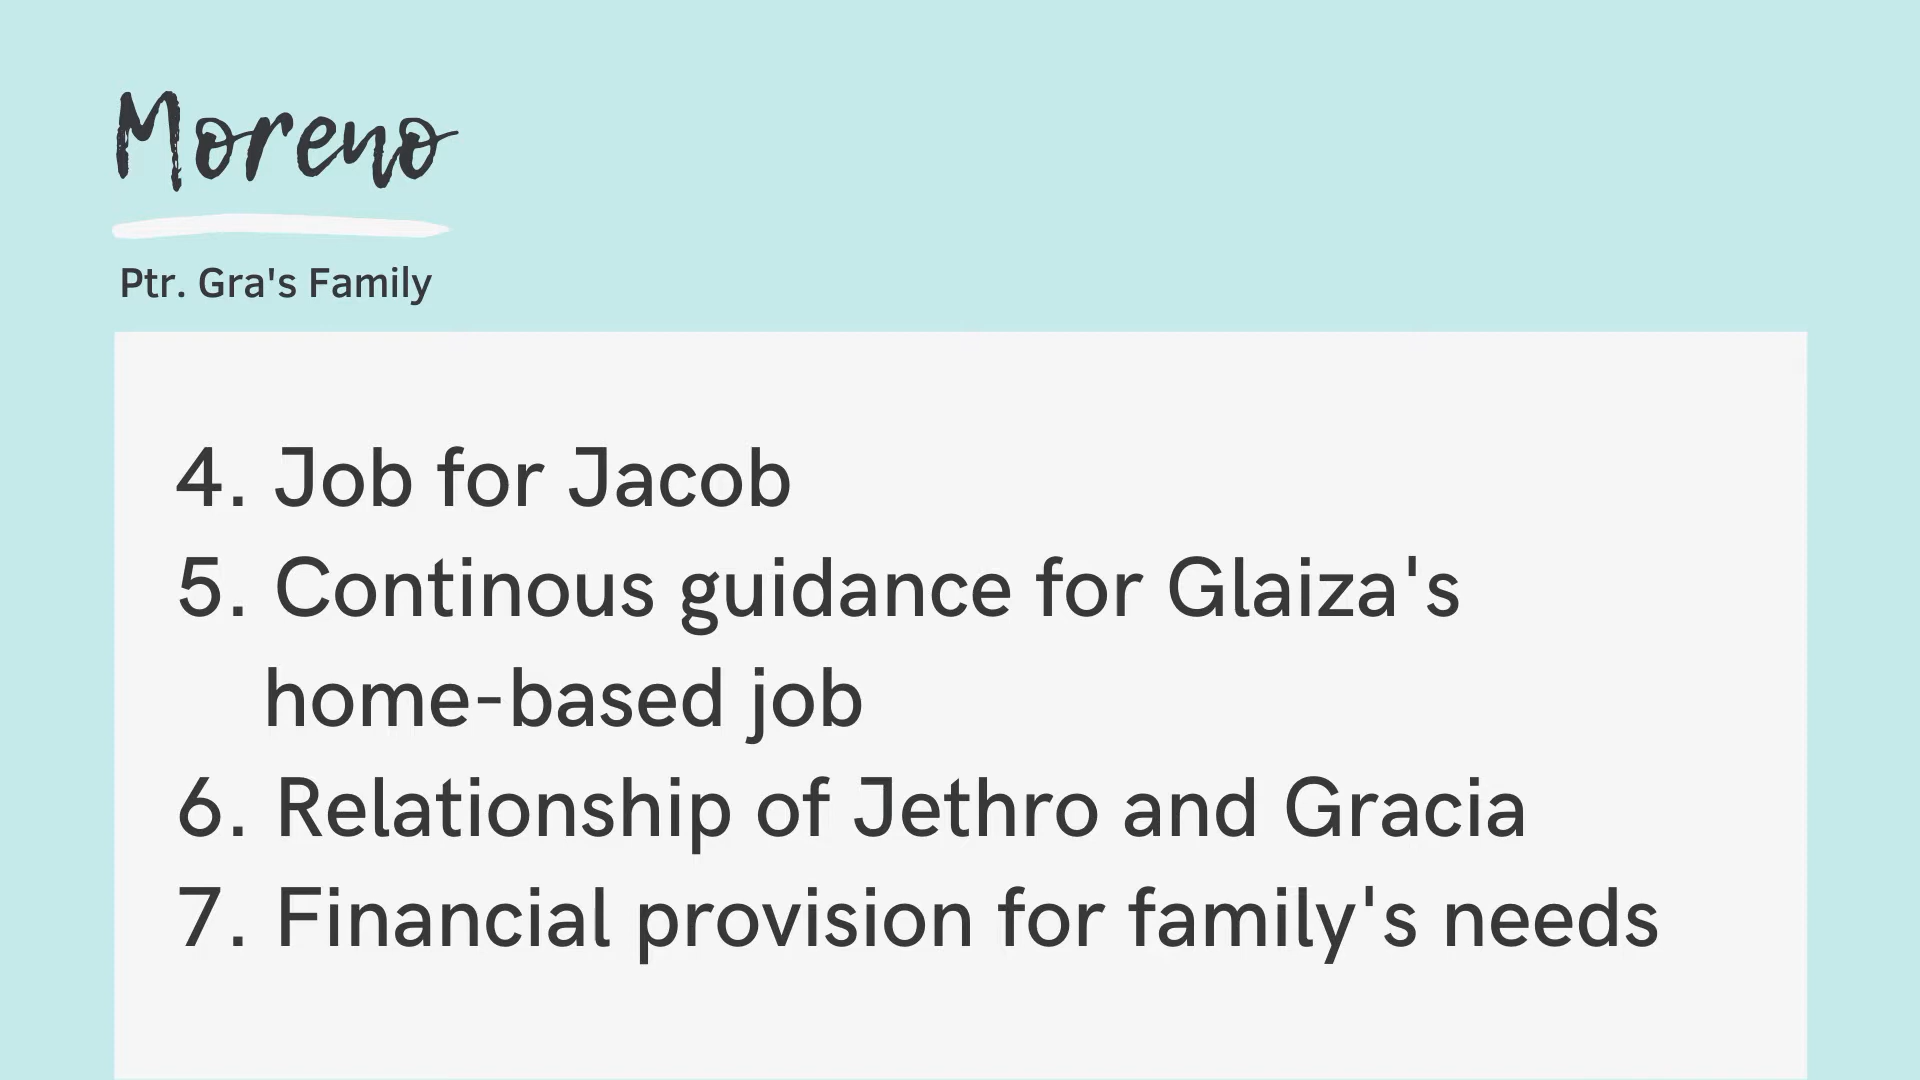 Moreno
Ptr. Gra's Family
4. Job for Jacob
5. Continous guidance for Glaiza's
home-based job
6. Relationship of Jethro and Gracia
7. Financial provision for family's needs